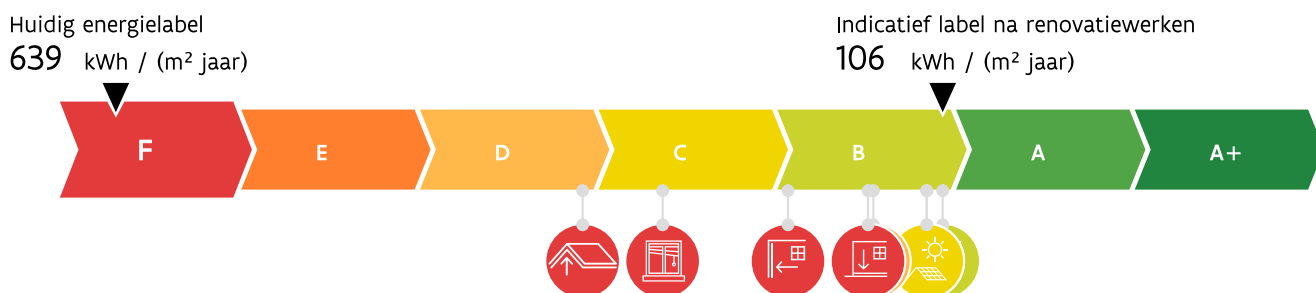 Huidig energielabel
639 kWh / (m² jaar)
Indicatief label na renovatiewerken
106 kWh / (m² jaar)
F E D C B A A+